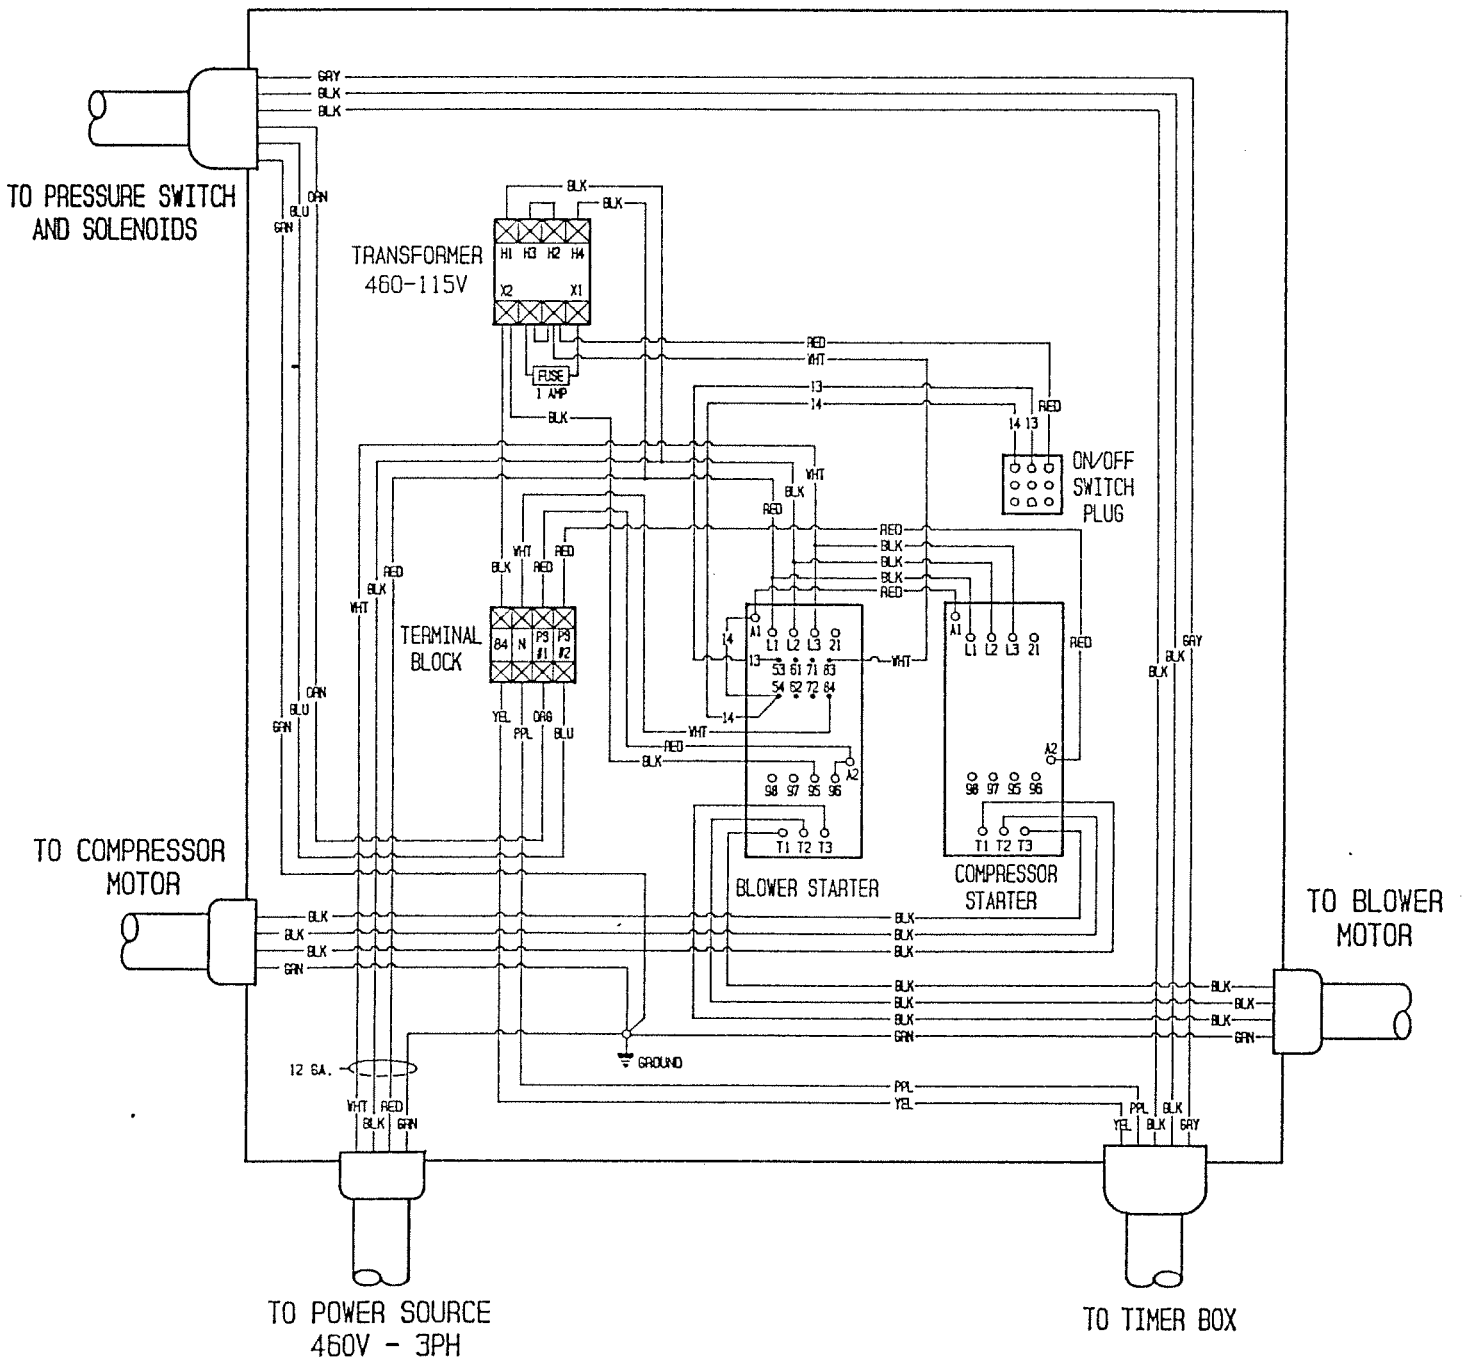 GRY
BLK
BLK
TO PRESSURE SWITCH
AND SOLENOIDS
GRN
BLU
ORN
BLK
BLK
TRANSFORMER
460-115V
H1 H3 H2 H4
X2 X1
FUSE
1 AMP
RED
WHT
13
14
BLK
14 13 RED
ON/OFF
SWITCH
PLUG
WHT
BLK
RED
BLK WHT RED RED
RED
BLK
BLK
BLK
RED
WHT BLK RED
TERMINAL
BLOCK
84 N PS #1 PS #2
14
A1 L1 L2 L3 21
13 53 61 71 83
54 62 72 84
14
WHT
WHT
RED
BLK
A2
98 97 95 96
T1 T2 T3
BLOWER STARTER
A1 L1 L2 L3 21
RED
BLK BLK GRY
A2
98 97 95 96
T1 T2 T3
COMPRESSOR
STARTER
GRN BLU ORN
YEL PPL ORG BLU
TO COMPRESSOR
MOTOR
BLK BLK
BLK BLK
BLK BLK
GRN
TO BLOWER
MOTOR
BLK BLK
BLK BLK
BLK BLK
GRN GRN
GROUND
12 GA.
PPL
YEL
WHT BLK RED GRN
YEL PPL BLK BLK GRY
TO POWER SOURCE
460V - 3PH
TO TIMER BOX